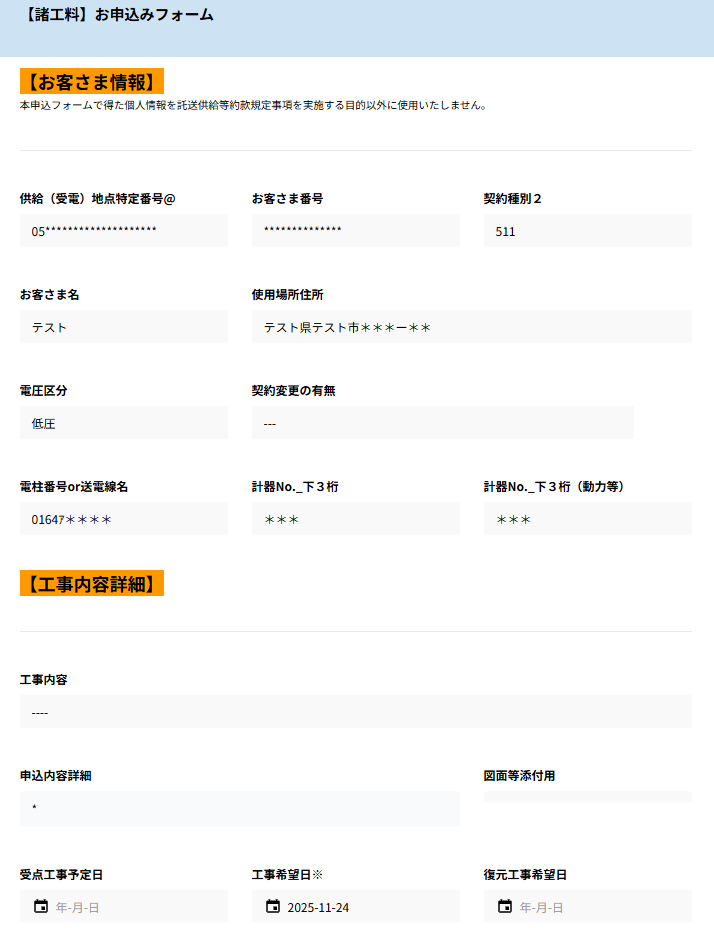 【諸工料】お申込みフォーム
【お客さま情報】
本申込フォームで得た個人情報を託送供給等約款規定事項を実施する目的以外に使用いたしません。
供給（受電）地点特定番号@ お客さま番号 契約種別２
05******************** ************** 511
お客さま名 使用場所住所
テスト テスト県テスト市＊＊＊ー＊＊
電圧区分 契約変更の有無
低圧 ---
電柱番号or送電線名 計器No._下３桁 計器No._下３桁（動力等）
01647＊＊＊＊ ＊＊＊ ＊＊＊
【工事内容詳細】
工事内容
----
申込内容詳細 図面等添付用
*
受点工事予定日 工事希望日※ 復元工事希望日
年-月-日 2025-11-24 年-月-日